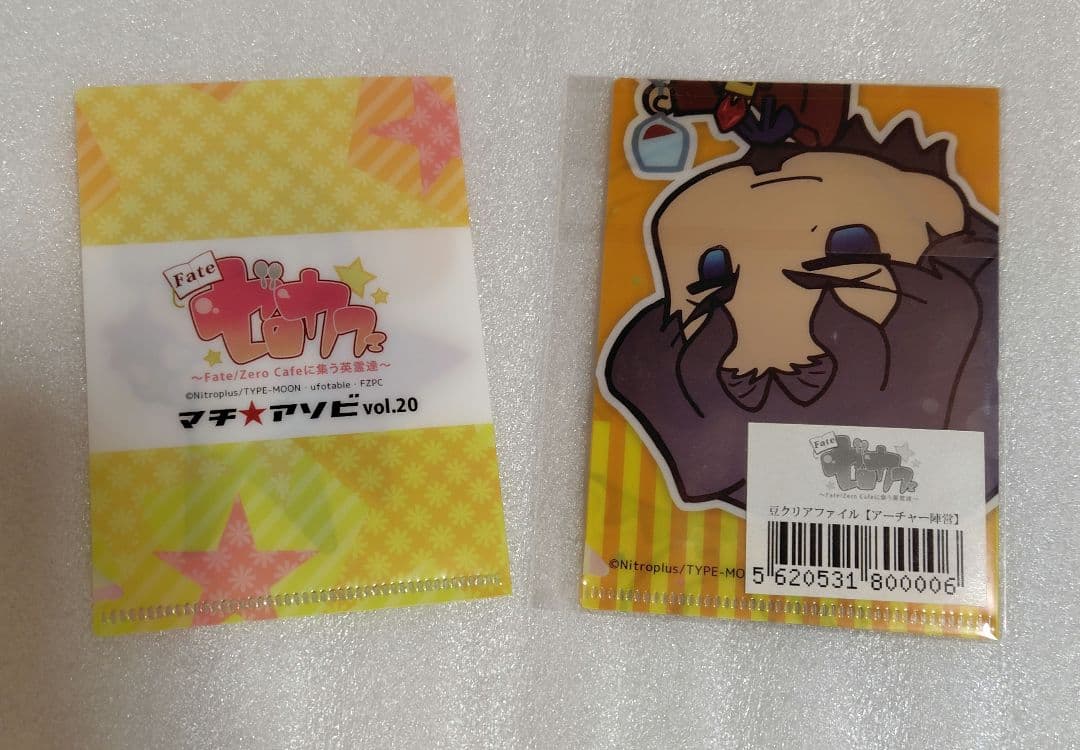 Fate
ゼロカフェ
～Fate/Zero Cafeに集う英霊達～
©Nitroplus/TYPE-MOON・ufotable・FZPC
マチ★アソビ vol.20
Fate
ゼロカフェ
～Fate/Zero Cafeに集う英霊達～
豆クリアファイル【アーチャー陣営】
©Nitroplus/TYPE-MO
5 620531 800006